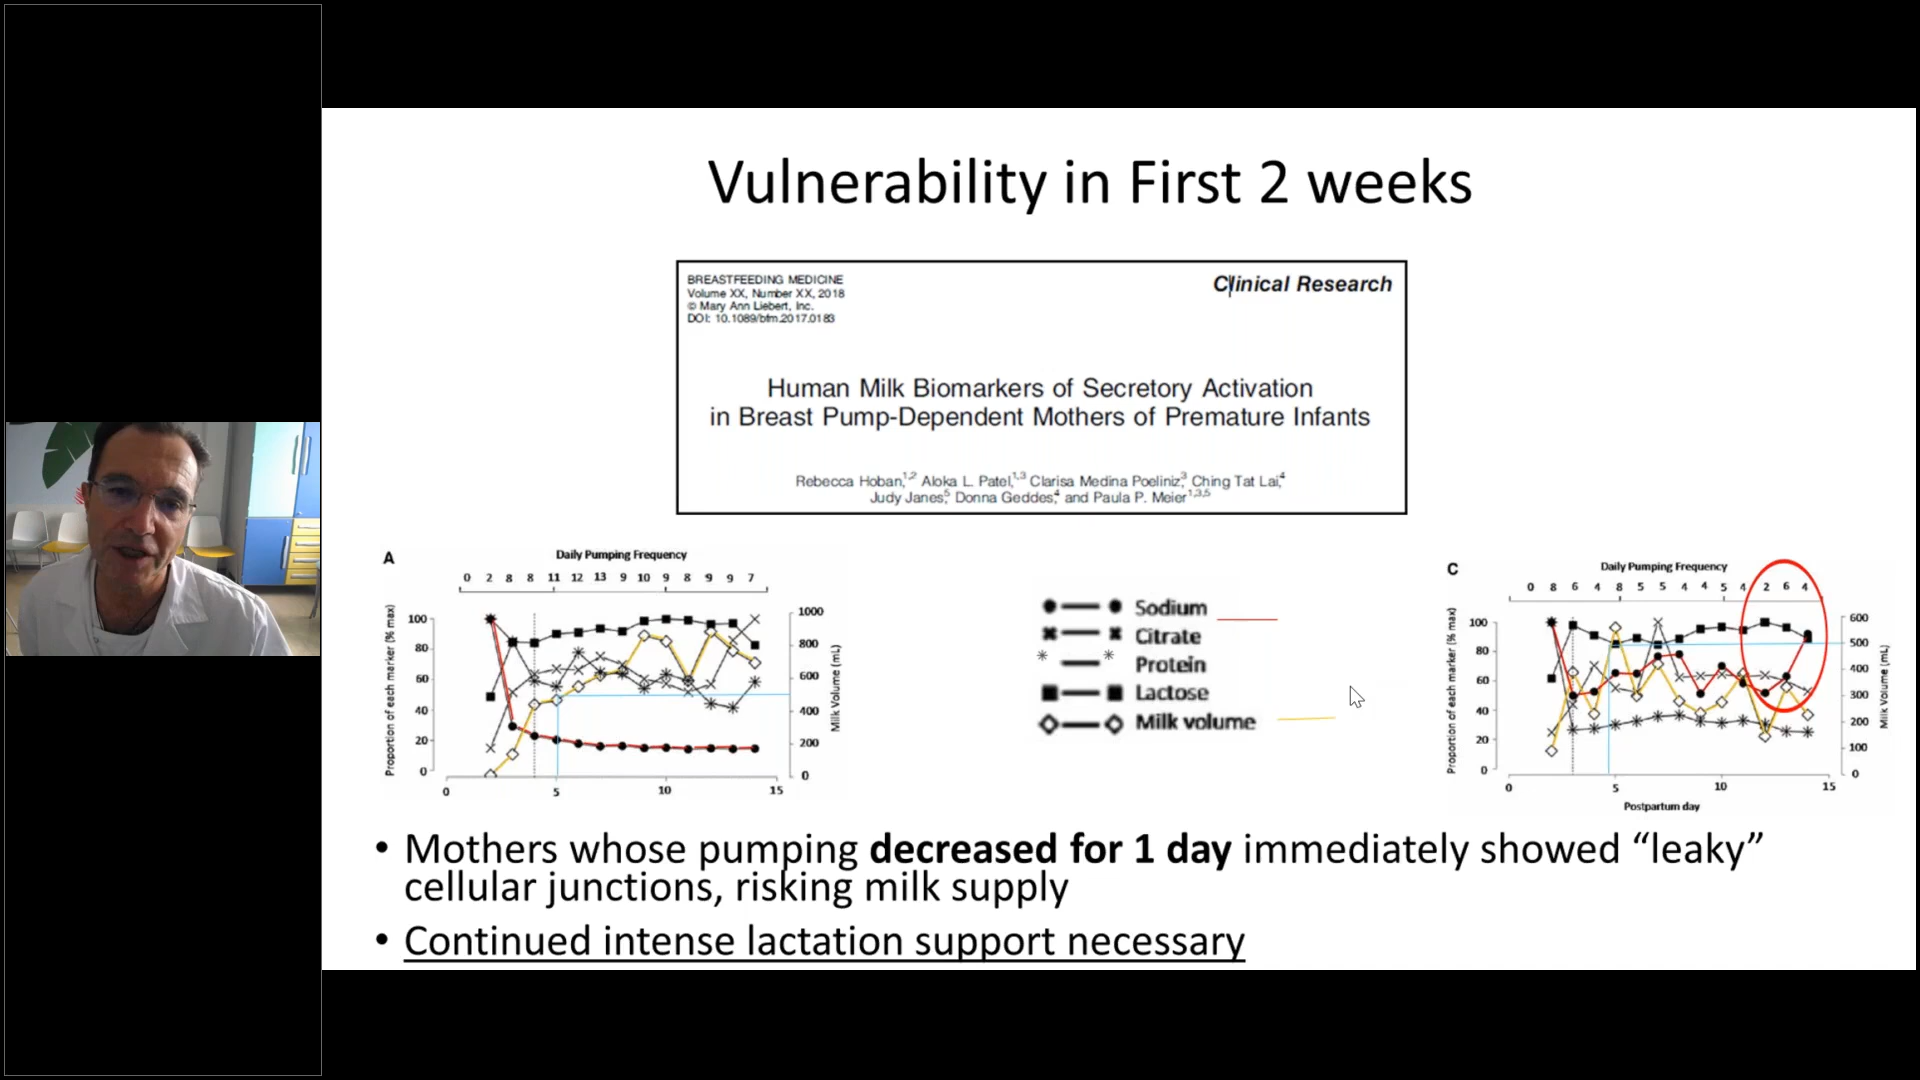 Vulnerability in First 2 weeks
BREASTFEEDING MEDICINE
Volume XX, Number XX, 2018
© Mary Ann Liebert, Inc.
DOI: 10.1089/bfm.2017.0183
Clinical Research
Human Milk Biomarkers of Secretory Activation
in Breast Pump-Dependent Mothers of Premature Infants
Rebecca Hoban,1,2 Aloka L. Patel,1,3 Clarisa Medina Poeliniz,3 Ching Tat Lai,4
Judy Janes,5 Donna Geddes,4 and Paula P. Meier1,3,5
A
Daily Pumping Frequency
0 2 8 8 11 12 13 9 10 9 8 9 9 7
Proportion of each marker (% max)
100
80
60
40
20
0
1000
800
600
400
200
0
Milk Volume (mL)
0 5 10 15
Sodium
Citrate
Protein
Lactose
Milk volume
C
Daily Pumping Frequency
0 8 6 4 8 5 5 4 4 5 4 2 6 4
Proportion of each marker (% max)
100
80
60
40
20
0
600
500
400
300
200
100
0
Milk Volume (mL)
0 5 10 15
Postpartum day
• Mothers whose pumping decreased for 1 day immediately showed “leaky”
cellular junctions, risking milk supply
• Continued intense lactation support necessary